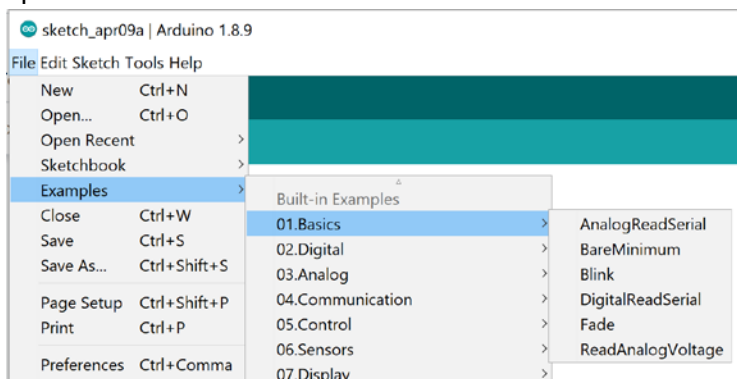 sketch_apr09a | Arduino 1.8.9
File Edit Sketch Tools Help
New Ctrl+N
Open... Ctrl+O
Open Recent >
Sketchbook >
Examples >
Close Ctrl+W
Save Ctrl+S
Save As... Ctrl+Shift+S
Page Setup Ctrl+Shift+P
Print Ctrl+P
Preferences Ctrl+Comma
Built-in Examples
01.Basics >
02.Digital >
03.Analog >
04.Communication >
05.Control >
06.Sensors >
07.Display >
AnalogReadSerial
BareMinimum
Blink
DigitalReadSerial
Fade
ReadAnalogVoltage